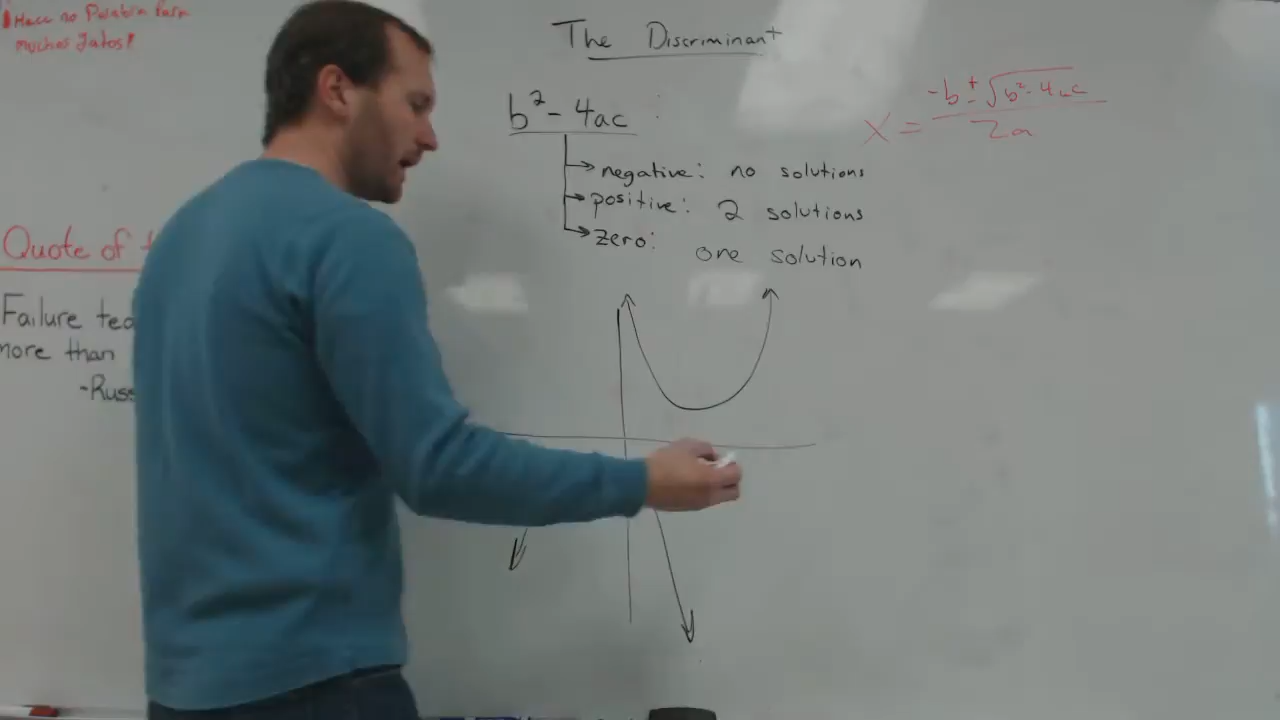 ¡Hace no Palabra Para
muchos gatos!
The Discriminant
b² - 4ac :
x = -b ± √b² - 4ac / 2a
negative: no solutions
positive: 2 solutions
zero: one solution
Quote of
Failure
more than
-Russ